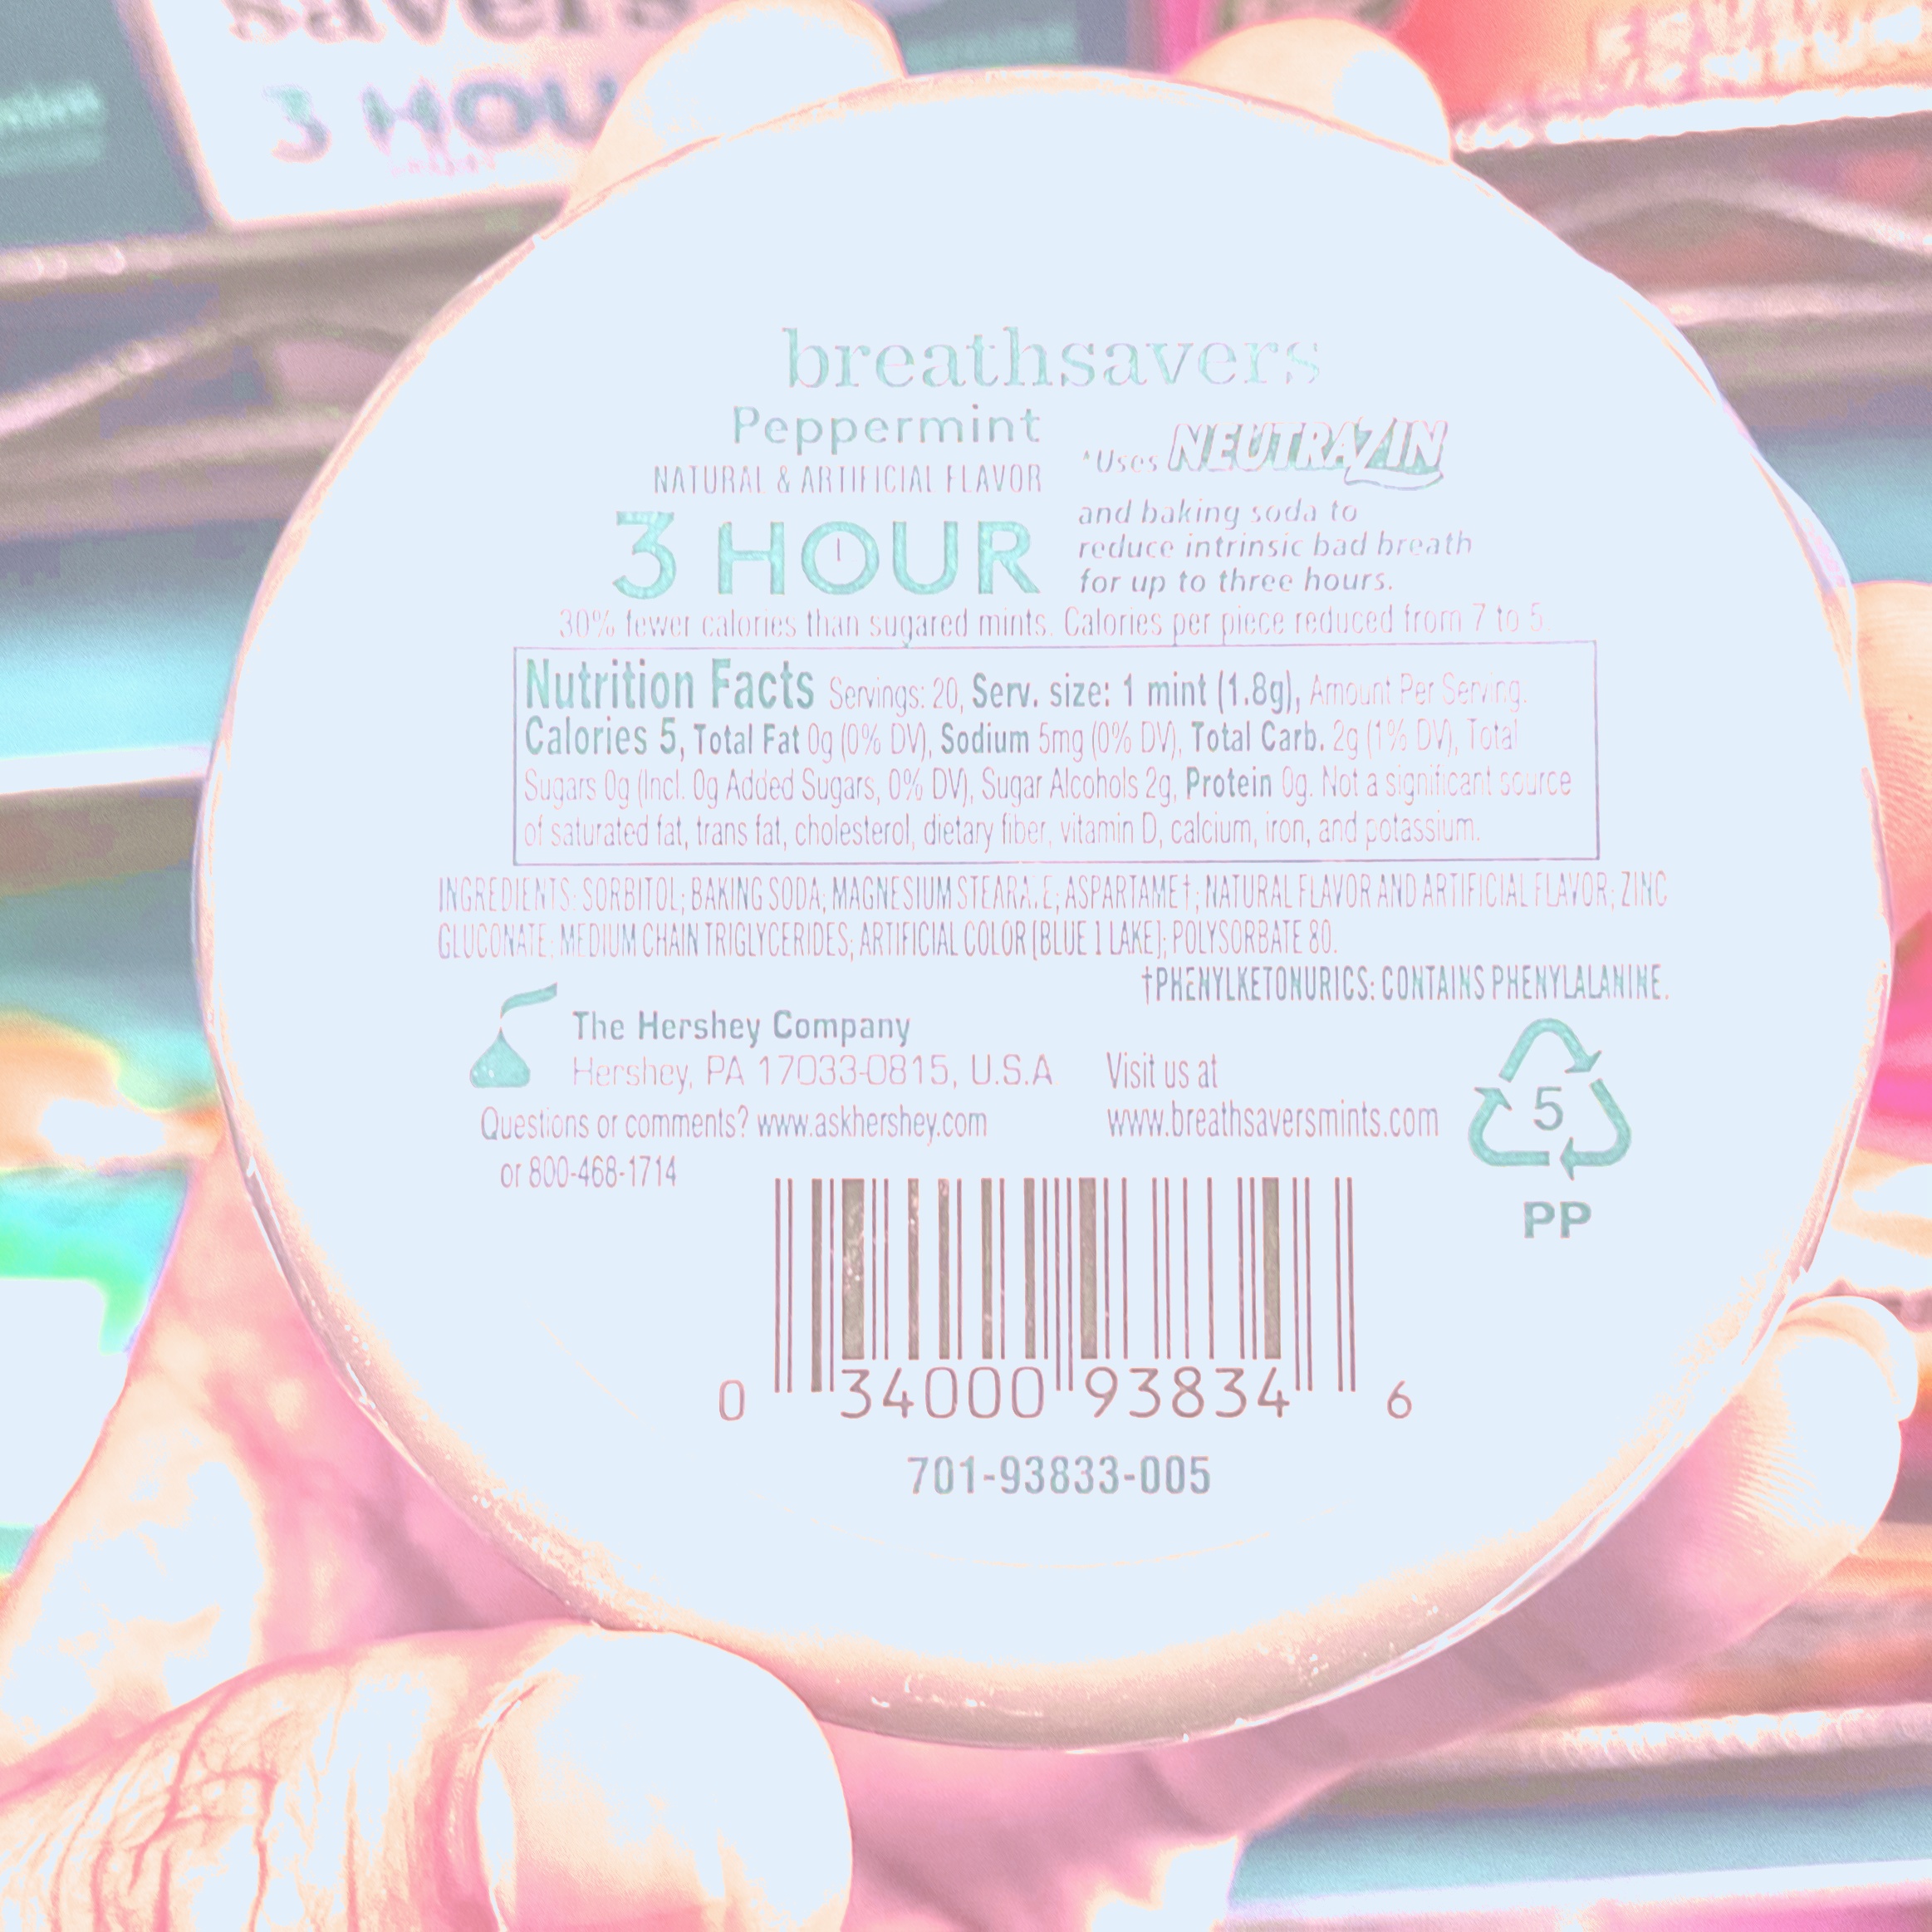 savers
3 HOU
breathsavers
Peppermint
NATURAL & ARTIFICIAL FLAVOR
3 HOUR
*Uses NEUTRAZIN
and baking soda to
reduce intrinsic bad breath
for up to three hours.
30% fewer calories than sugared mints. Calories per piece reduced from 7 to 5.
Nutrition Facts Servings: 20, Serv. size: 1 mint (1.8g), Amount Per Serving.
Calories 5, Total Fat 0g (0% DV), Sodium 5mg (0% DV), Total Carb. 2g (1% DV), Total
Sugars 0g (Incl. 0g Added Sugars, 0% DV), Sugar Alcohols 2g, Protein 0g. Not a significant source
of saturated fat, trans fat, cholesterol, dietary fiber, vitamin D, calcium, iron, and potassium.
INGREDIENTS: SORBITOL; BAKING SODA; MAGNESIUM STEARATE; ASPARTAME†; NATURAL FLAVOR AND ARTIFICIAL FLAVOR; ZINC
GLUCONATE; MEDIUM CHAIN TRIGLYCERIDES; ARTIFICIAL COLOR [BLUE 1 LAKE]; POLYSORBATE 80.
†PHENYLKETONURICS: CONTAINS PHENYLALANINE.
The Hershey Company
Hershey, PA 17033-0815, U.S.A
Questions or comments? www.askhershey.com
or 800-468-1714
Visit us at
www.breathsaversmints.com
5
PP
0 34000 93834 6
701-93833-005